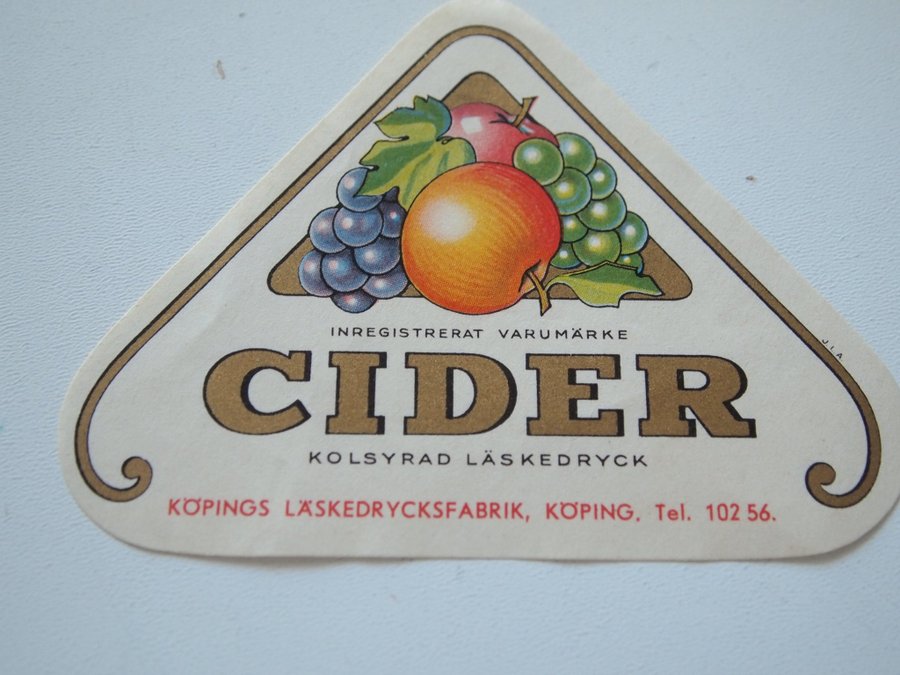 INREGISTRERAT VARUMÄRKE
CIDER
KOLSYRAD LÄSKEDRYCK
KÖPINGS LÄSKEDRYCKSFABRIK, KÖPING. Tel. 102 56.
J I A